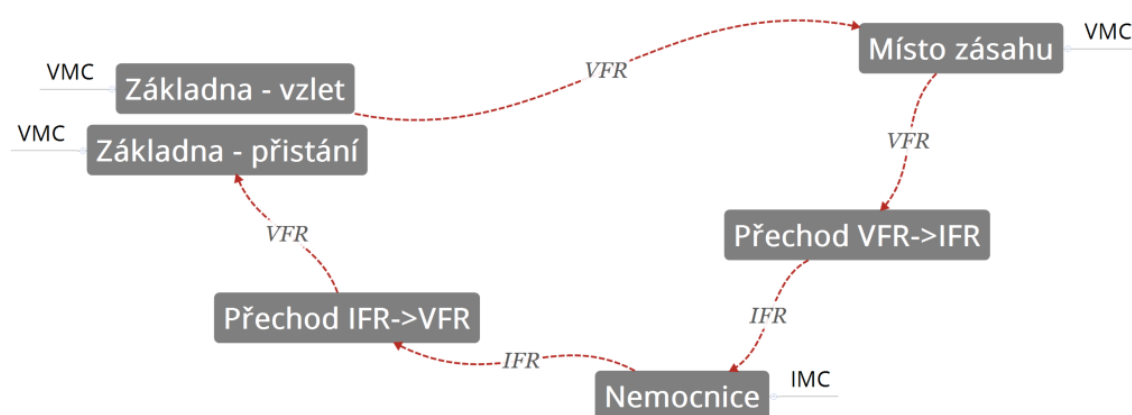 Místo zásahu
VMC
VMC
Základna - vzlet
VFR
VMC
Základna - přistání
VFR
VFR
Přechod VFR->IFR
Přechod IFR->VFR
IFR
IFR
Nemocnice
IMC